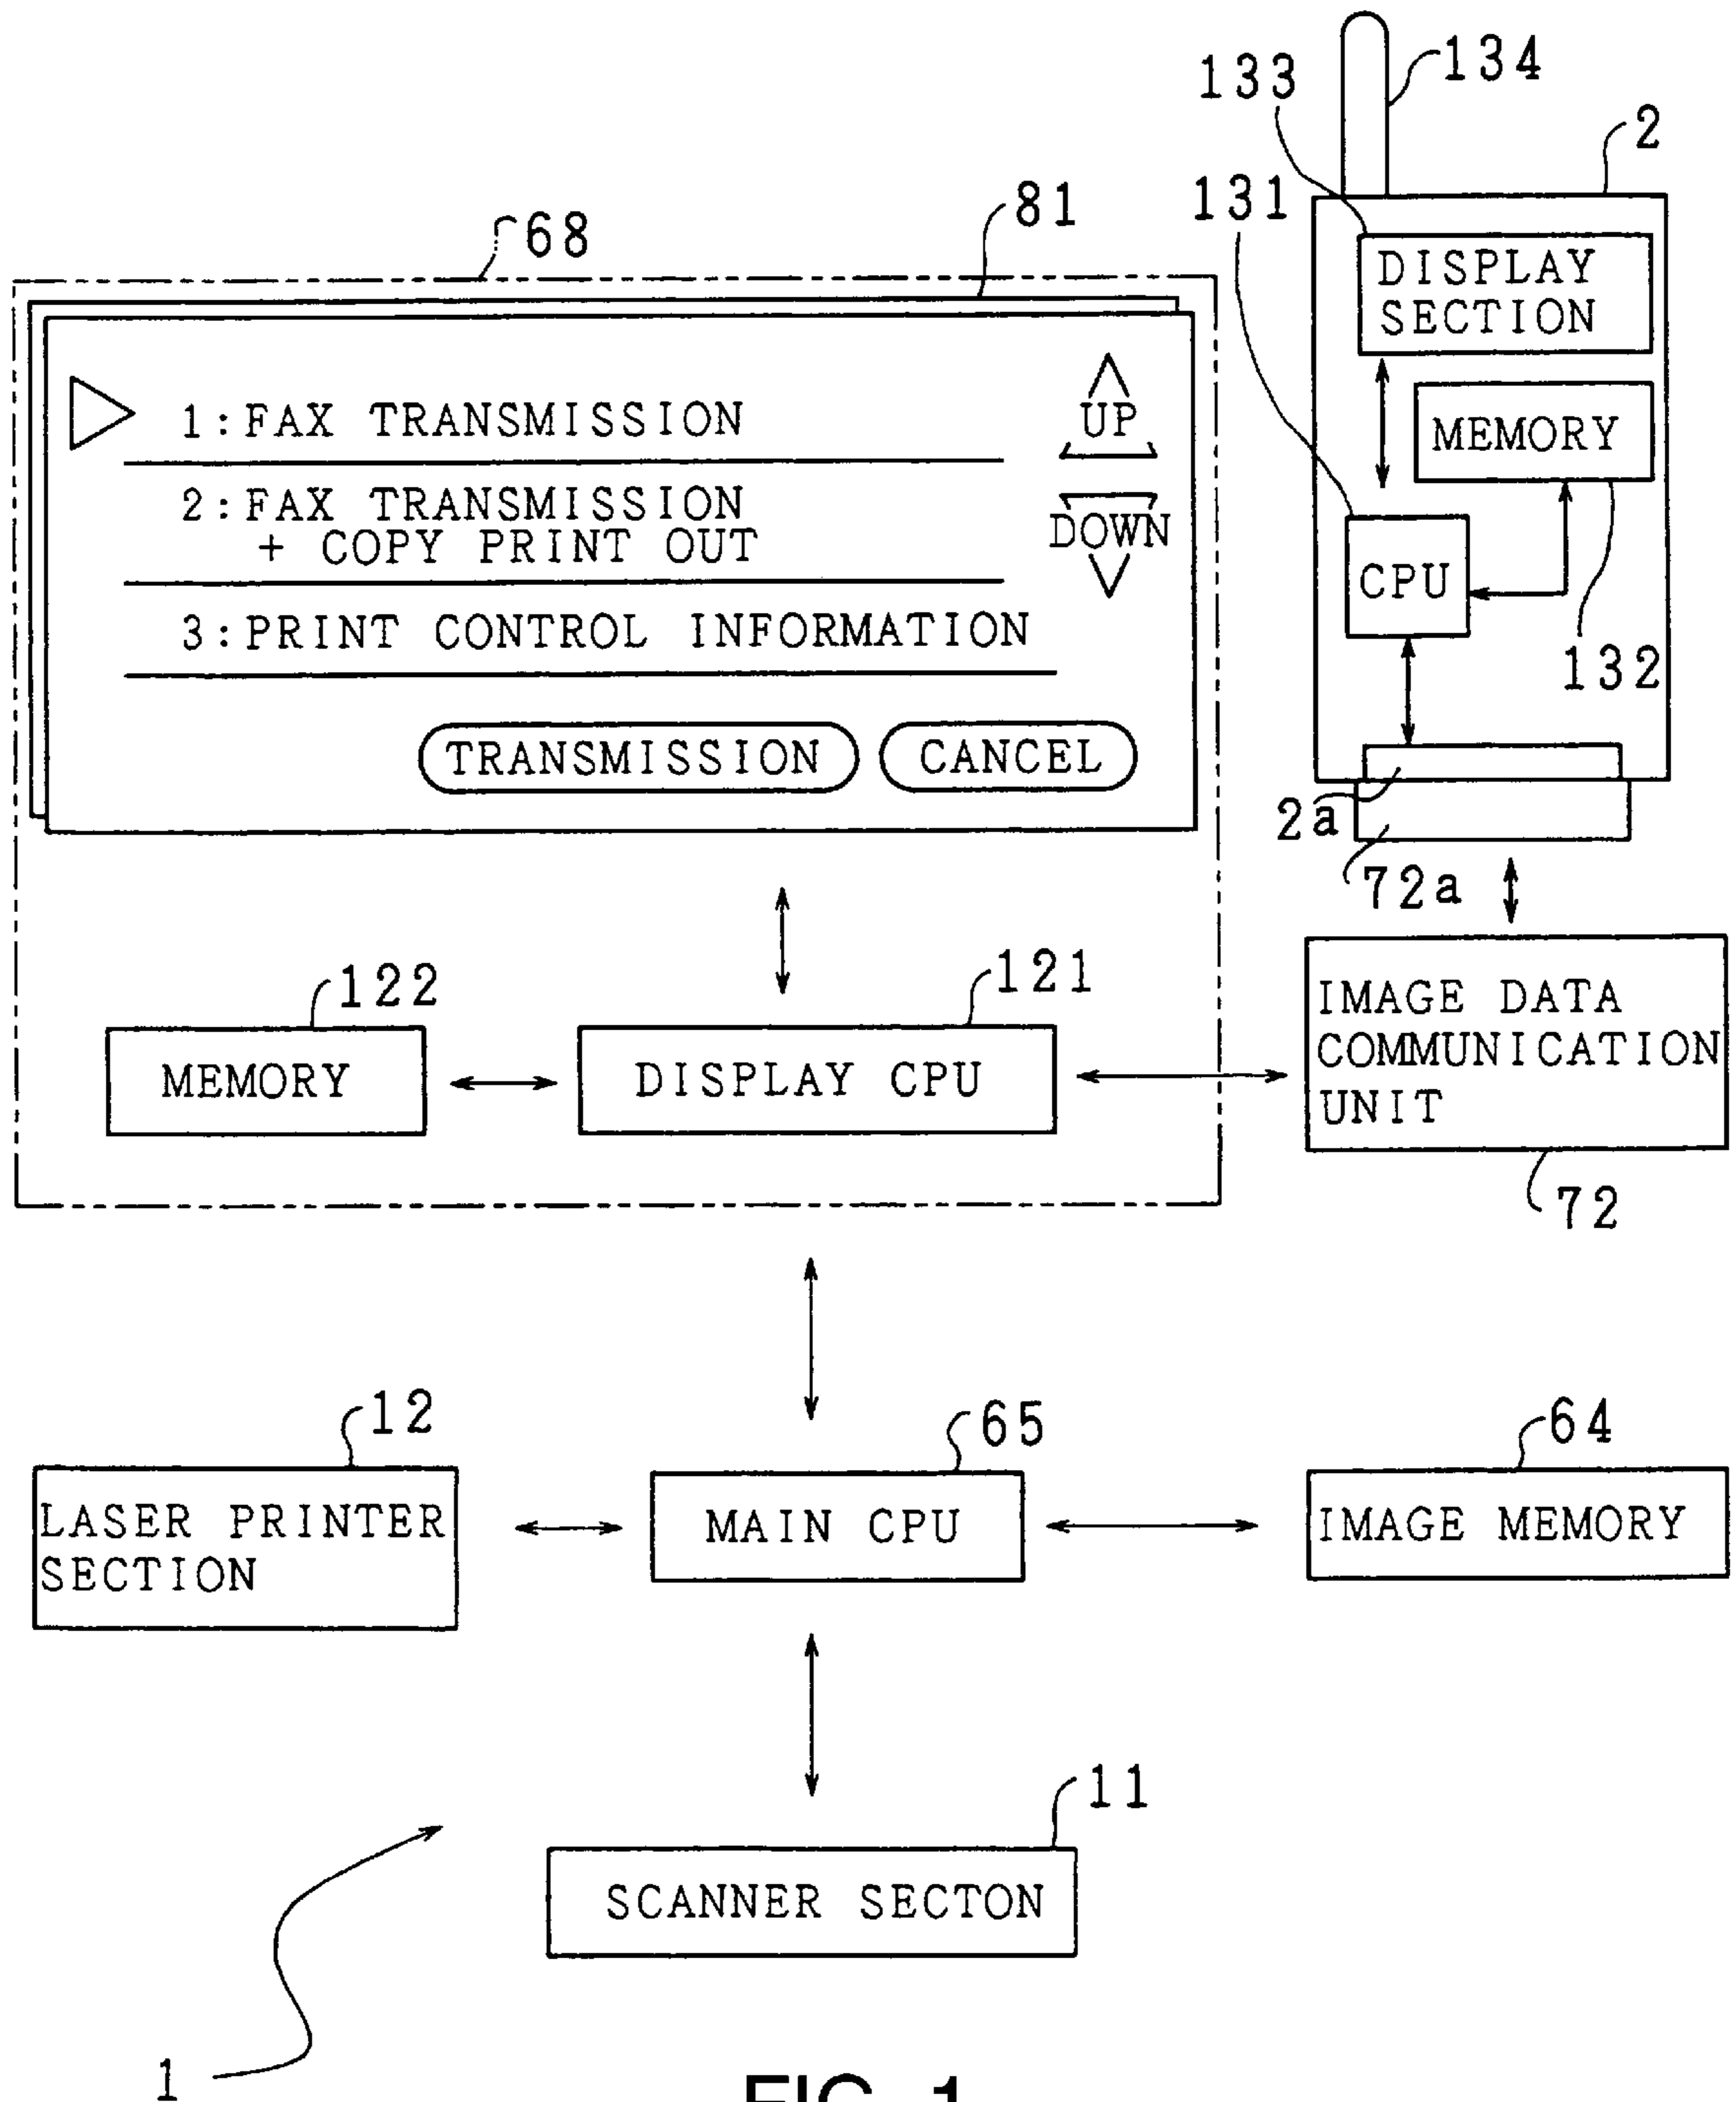 134
133
2
131
81
68
DISPLAY
SECTION
1:FAX TRANSMISSION
UP
MEMORY
2:FAX TRANSMISSION
+ COPY PRINT OUT
DOWN
CPU
3:PRINT CONTROL INFORMATION
132
TRANSMISSION
CANCEL
2a
72a
122
121
MEMORY
DISPLAY CPU
IMAGE DATA
COMMUNICATION
UNIT
72
12
65
64
LASER PRINTER
SECTION
MAIN CPU
IMAGE MEMORY
11
SCANNER SECTON
1
FIG. 1